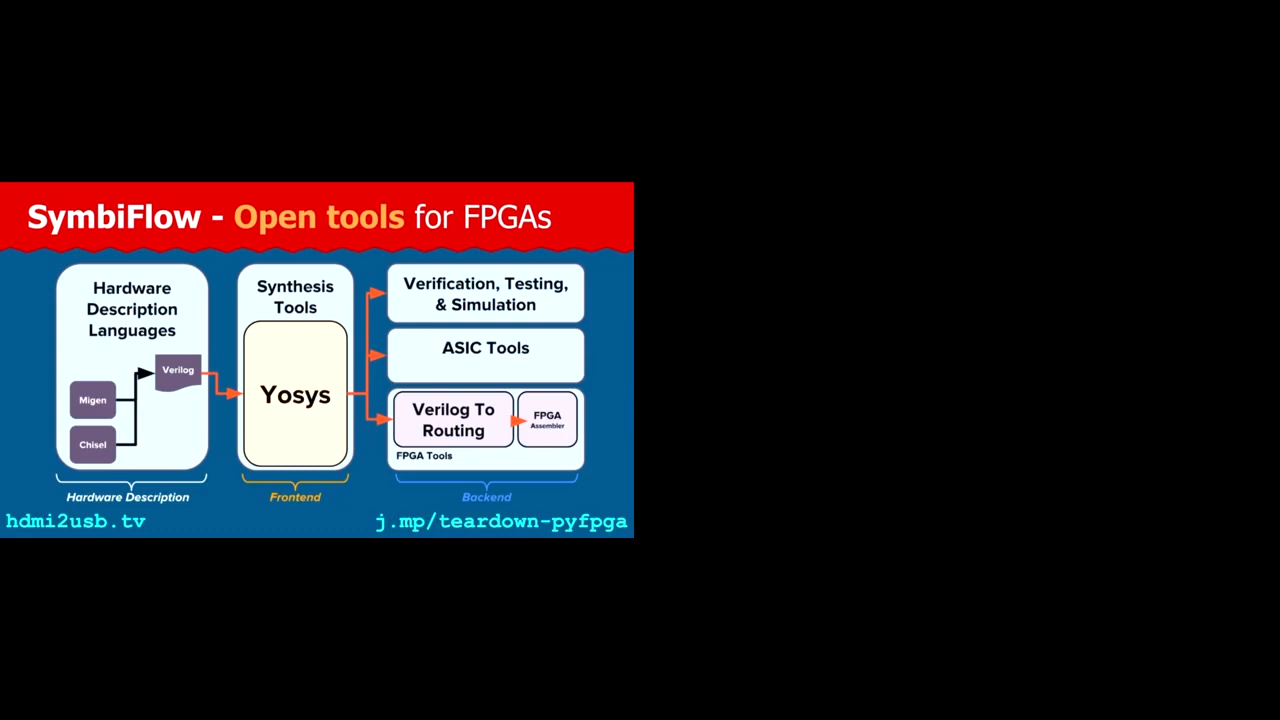 SymbiFlow - Open tools for FPGAs
Hardware
Description
Languages
Verilog
Migen
Chisel
Hardware Description
Synthesis
Tools
Yosys
Frontend
Verification, Testing,
& Simulation
ASIC Tools
Verilog To
Routing
FPGA
Assembler
FPGA Tools
Backend
hdmi2usb.tv
j.mp/teardown-pyfpga